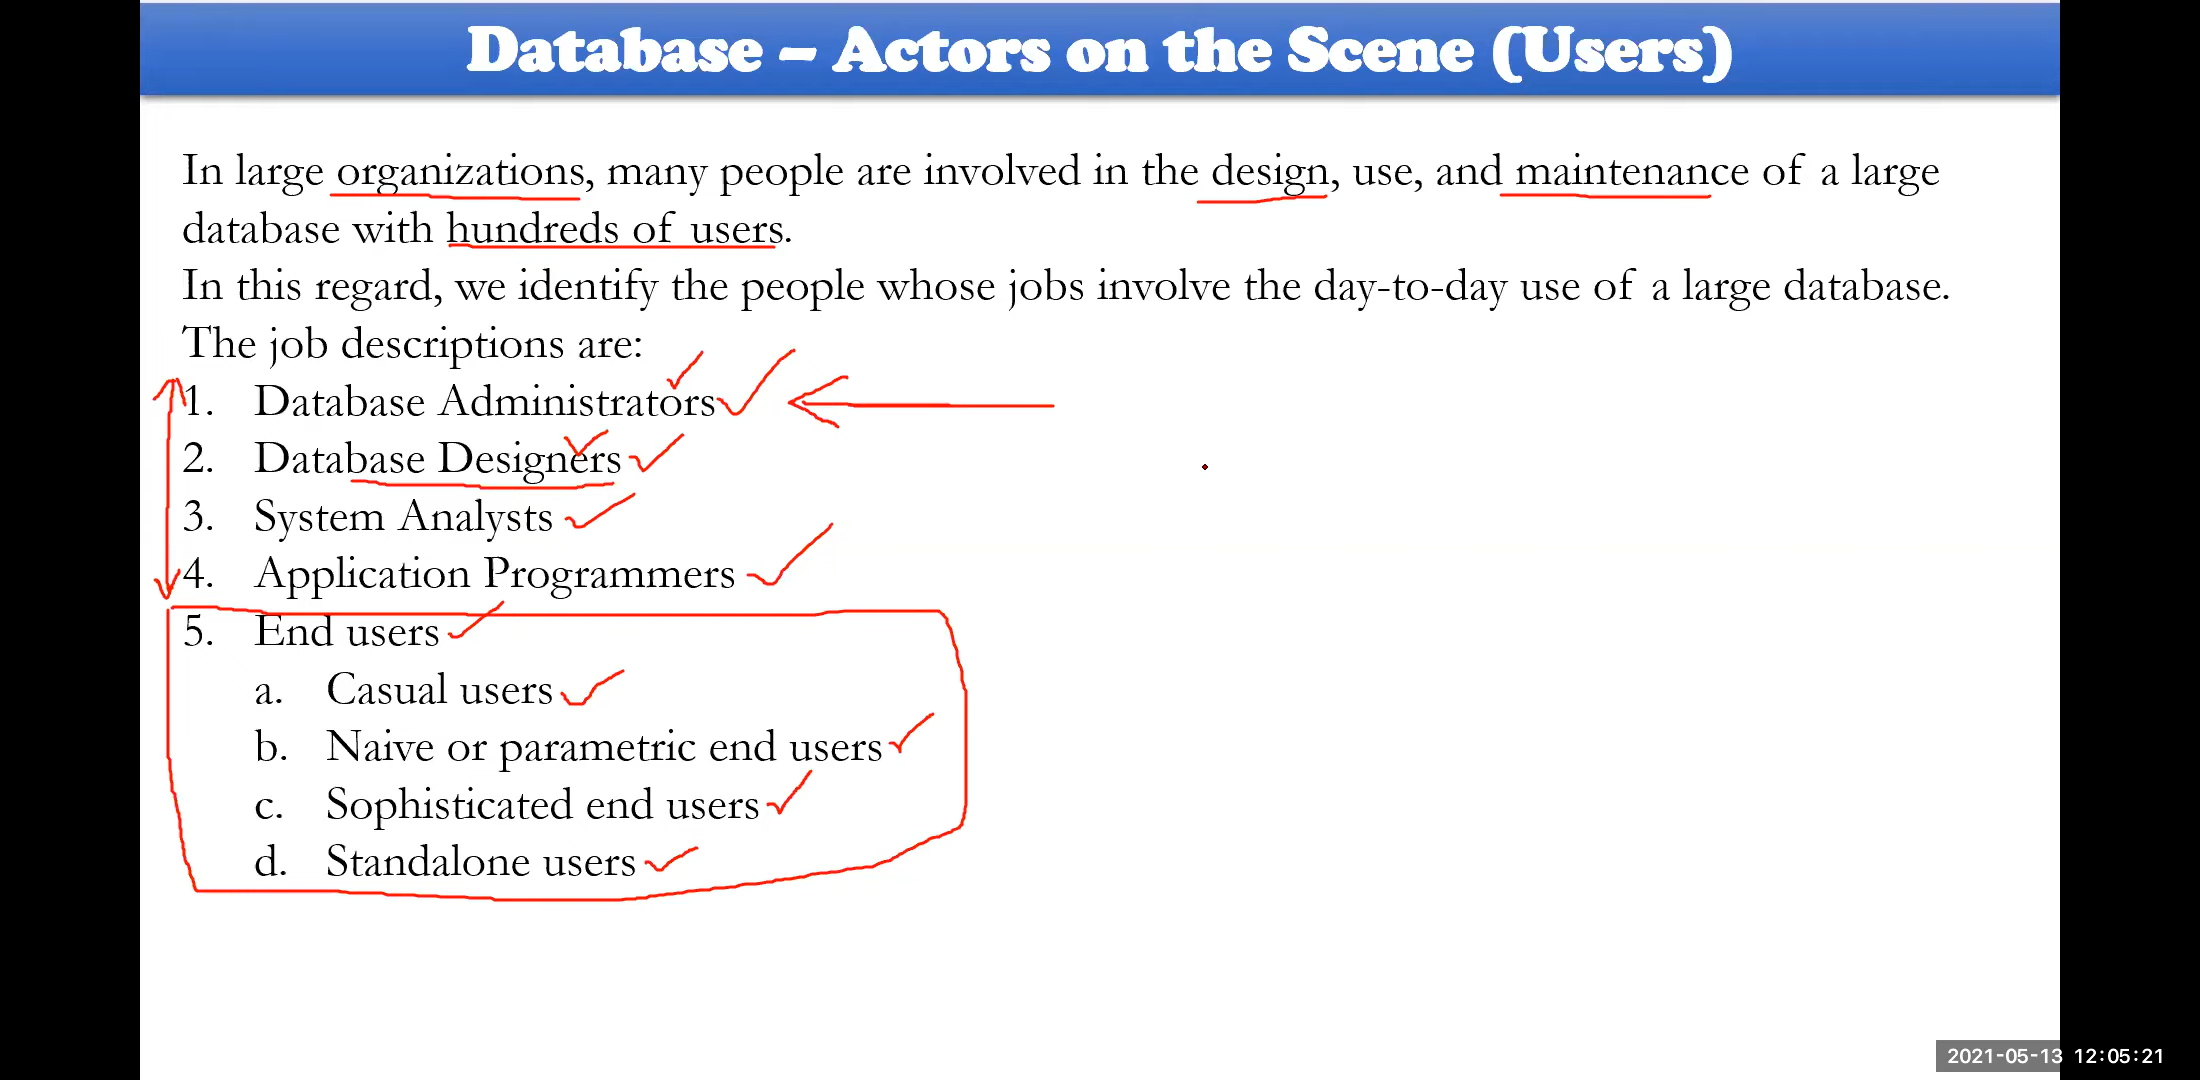 Database – Actors on the Scene (Users)
In large organizations, many people are involved in the design, use, and maintenance of a large
database with hundreds of users.
In this regard, we identify the people whose jobs involve the day-to-day use of a large database.
The job descriptions are:
1. Database Administrators
2. Database Designers
3. System Analysts
4. Application Programmers
5. End users
a. Casual users
b. Naive or parametric end users
c. Sophisticated end users
d. Standalone users
2021-05-13 12:05:21